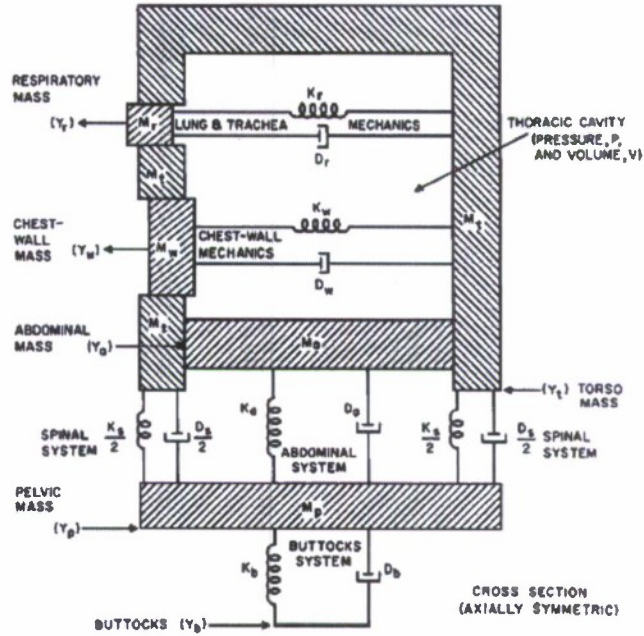 RESPIRATORY
MASS
(Yr)
Mr
Kr
LUNG & TRACHEA MECHANICS
Dr
THORACIC CAVITY
(PRESSURE, P,
AND VOLUME, V)
Mt
Kw
CHEST-
WALL
MASS
(Yw)
Mw
CHEST-WALL
MECHANICS
Dw
Mt
Mt
ABDOMINAL
MASS (Ya)
Ma
(Yt) TORSO
MASS
Ks/2
Ds/2
SPINAL
SYSTEM
Kd
Da
ABDOMINAL
SYSTEM
Ks/2
Ds/2
SPINAL
SYSTEM
PELVIC
MASS
(Yp)
Mp
BUTTOCKS
SYSTEM
Kb
Db
BUTTOCKS (Yb)
CROSS SECTION
(AXIALLY SYMMETRIC)